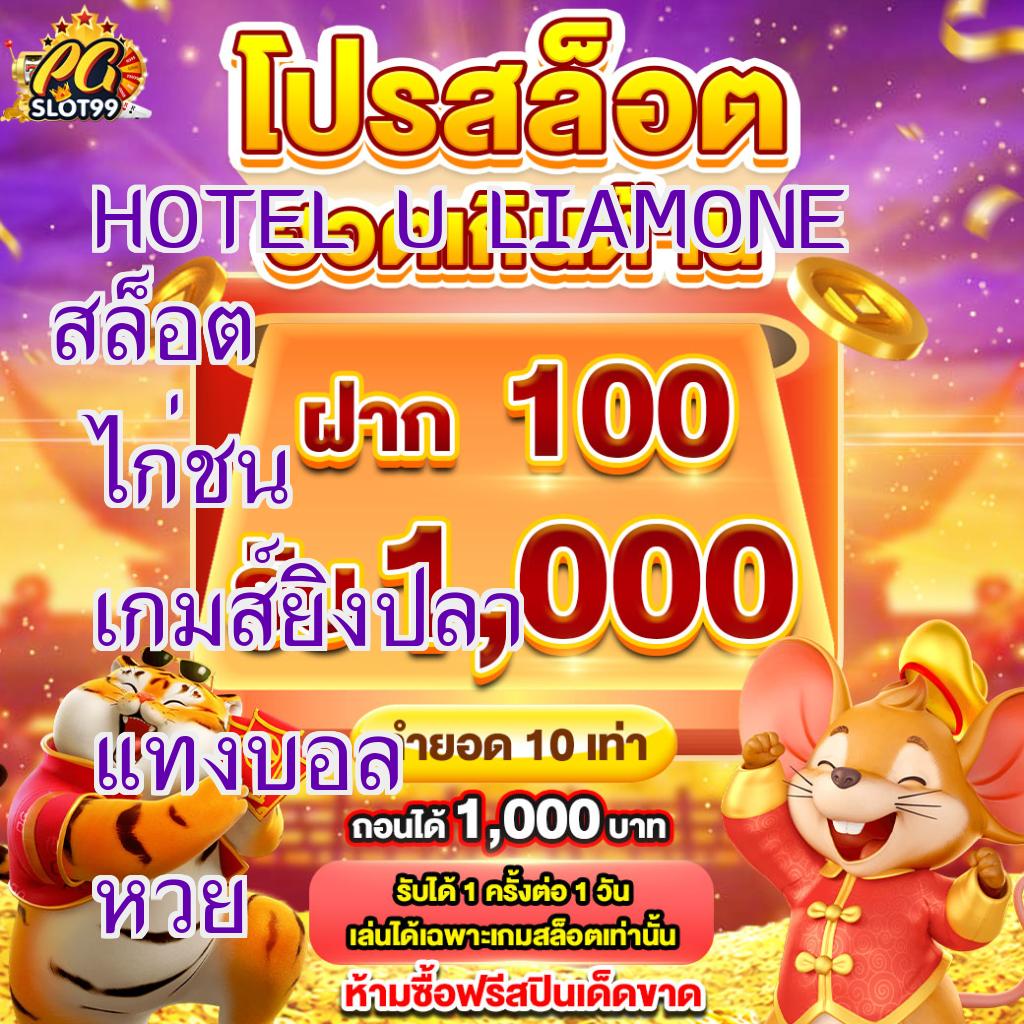 PG
SLOT99
โปรสล็อต
HOTEL U LIAMONE
สล็อต
ฝาก 100
ไก่ชน
1,000
เกมส์ยิงปลา
ทำยอด 10 เท่า
แทงบอล
ถอนได้ 1,000 บาท
รับได้ 1 ครั้งต่อ 1 วัน
หวย
เล่นได้เฉพาะเกมสล็อตเท่านั้น
ห้ามซื้อฟรีสปินเด็ดขาด